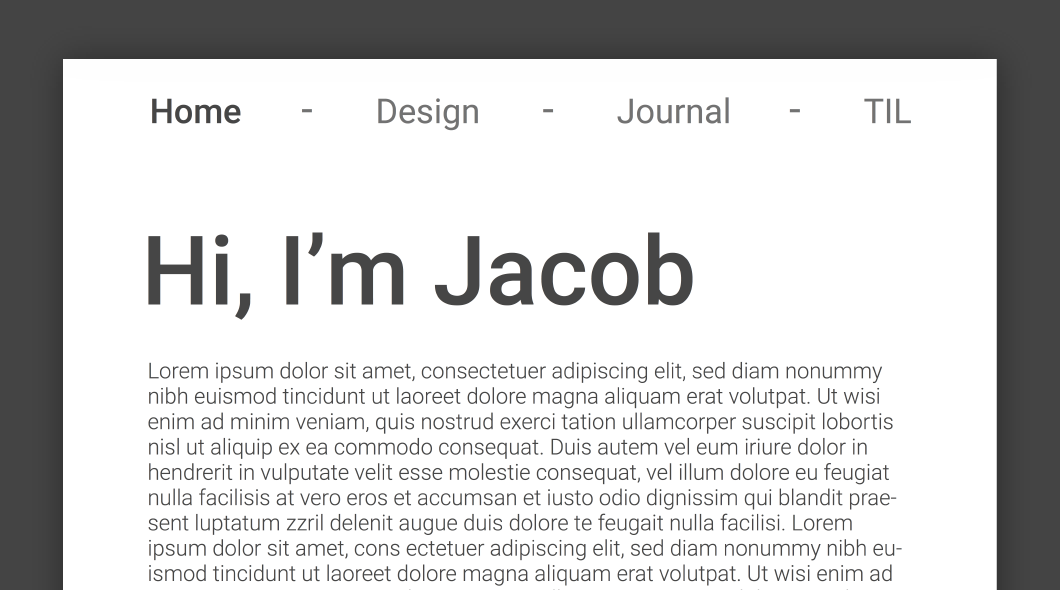 Home - Design - Journal - TIL
Hi, I’m Jacob
Lorem ipsum dolor sit amet, consectetuer adipiscing elit, sed diam nonummy
nibh euismod tincidunt ut laoreet dolore magna aliquam erat volutpat. Ut wisi
enim ad minim veniam, quis nostrud exerci tation ullamcorper suscipit lobortis
nisl ut aliquip ex ea commodo consequat. Duis autem vel eum iriure dolor in
hendrerit in vulputate velit esse molestie consequat, vel illum dolore eu feugiat
nulla facilisis at vero eros et accumsan et iusto odio dignissim qui blandit prae-
sent luptatum zzril delenit augue duis dolore te feugait nulla facilisi. Lorem
ipsum dolor sit amet, cons ectetuer adipiscing elit, sed diam nonummy nibh eu-
ismod tincidunt ut laoreet dolore magna aliquam erat volutpat. Ut wisi enim ad